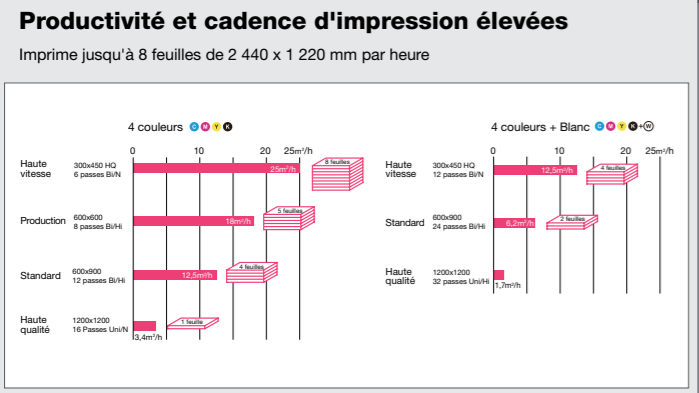 Productivité et cadence d'impression élevées
Imprime jusqu'à 8 feuilles de 2 440 x 1 220 mm par heure
4 couleurs C M Y K
0 10 20 25m²/h
Haute vitesse
300x450 HQ
6 passes Bi/N
25m²/h
8 feuilles
Production
600x600
8 passes Bi/Hi
18m²/h
5 feuilles
Standard
600x900
12 passes Bi/Hi
12,5m²/h
4 feuilles
Haute qualité
1200x1200
16 Passes Uni/N
3,4m²/h
1 feuille
4 couleurs + Blanc C M Y K + W
0 10 20 25m²/h
Haute vitesse
300x450 HQ
12 passes Bi/N
12,5m²/h
4 feuilles
Standard
600x900
24 passes Bi/Hi
6,2m²/h
2 feuilles
Haute qualité
1200x1200
32 passes Uni/Hi
1,7m²/h